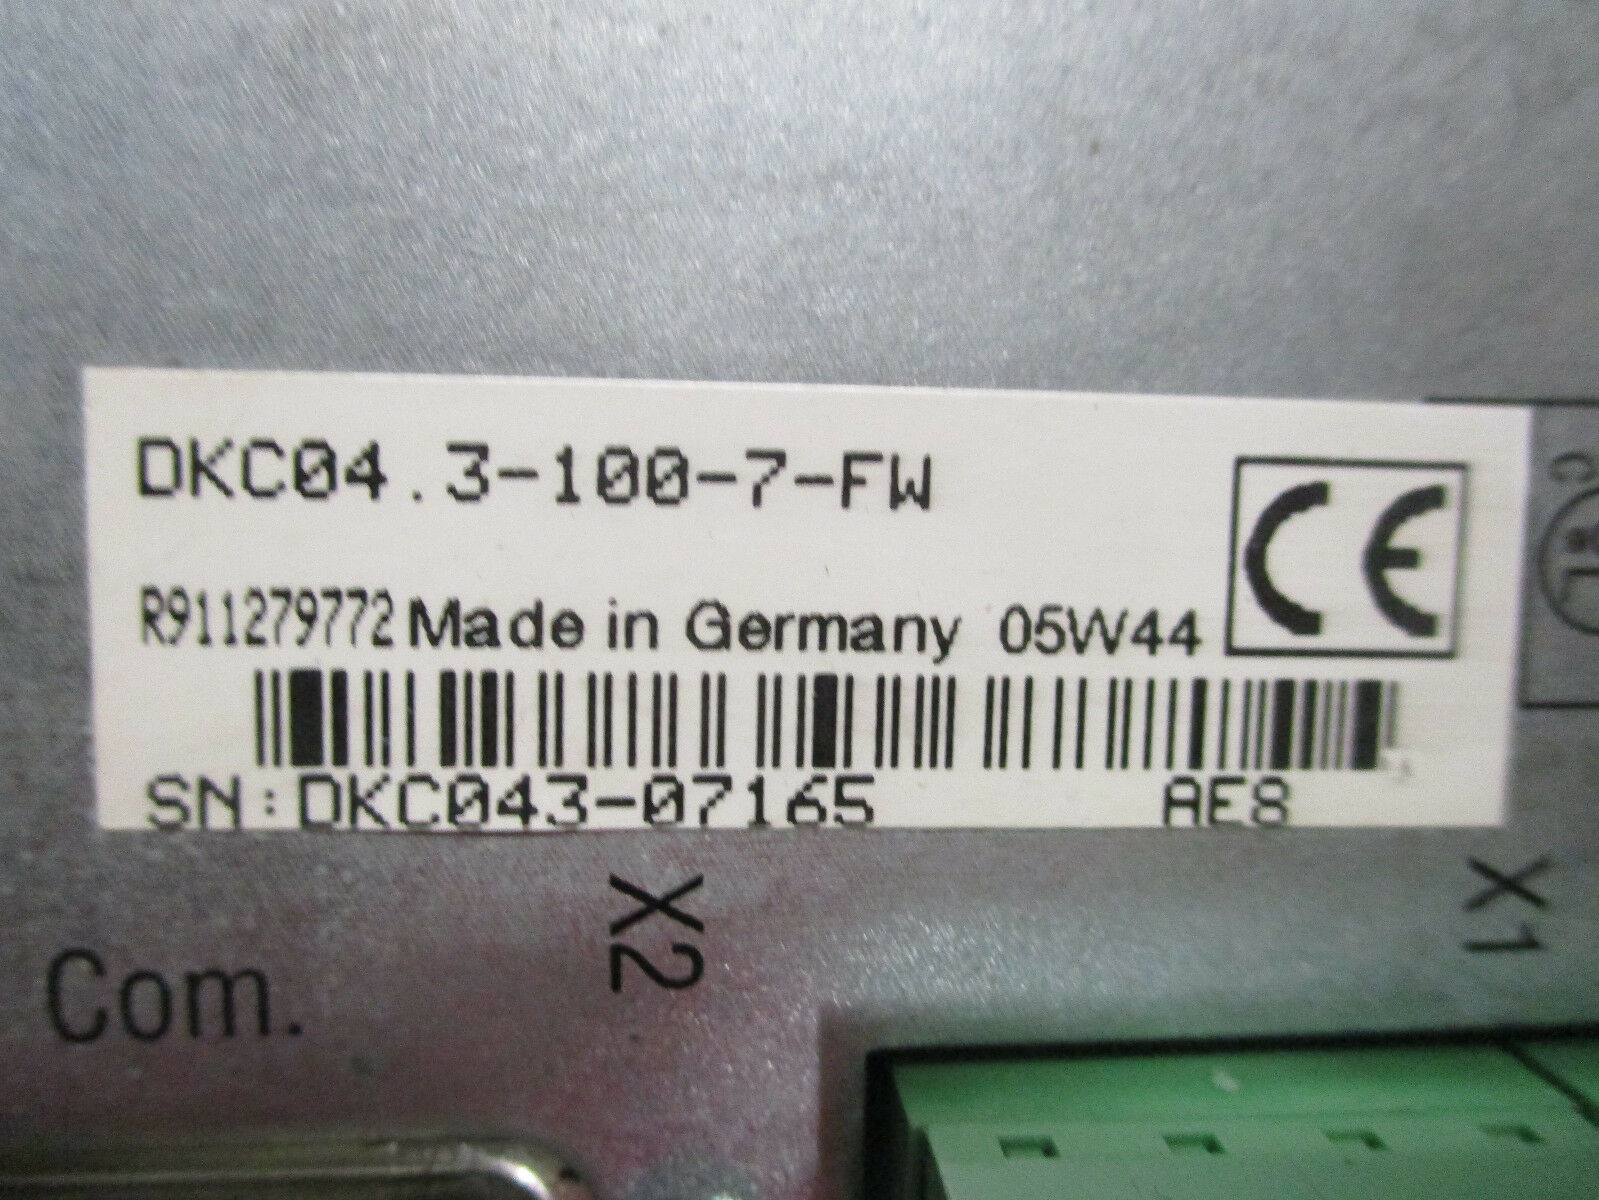 DKC04.3-100-7-FW
CE
R911279772 Made in Germany 05W44
SN:DKC043-07165 AE8
X2
X1
Com.